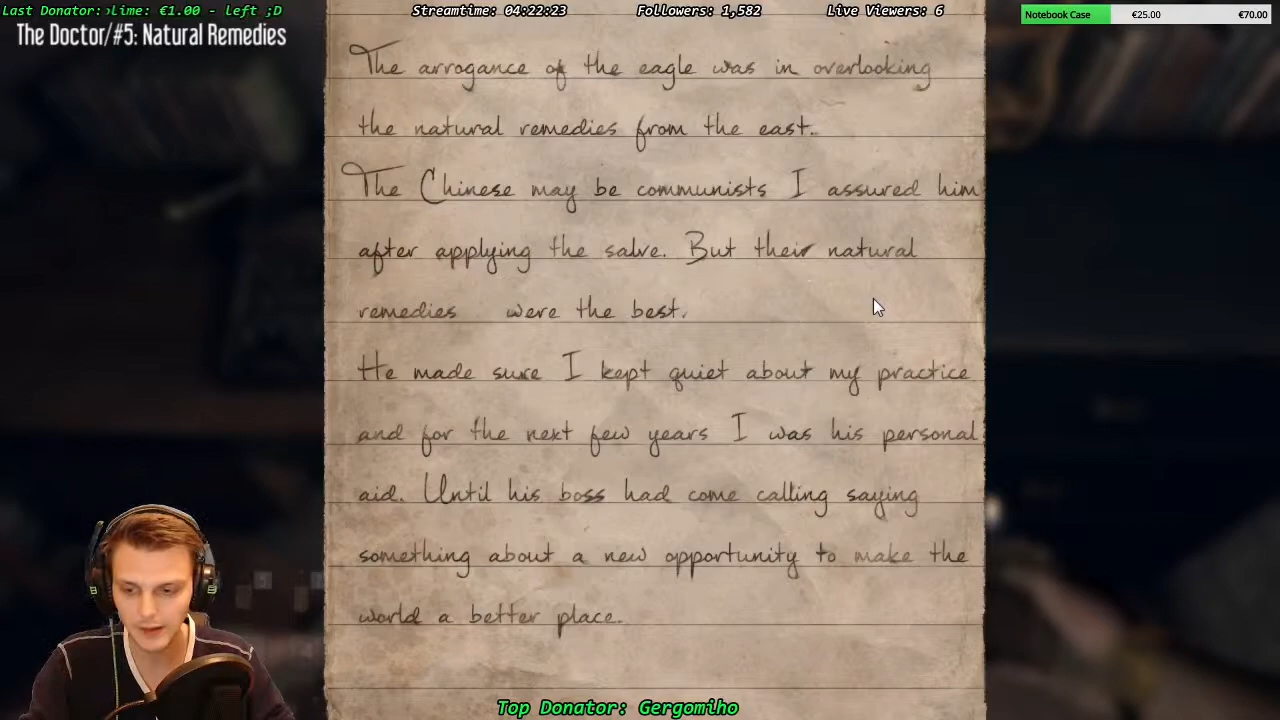 Last Donator: lime: €1.00 - left ;D
Streamtime: 04:22:23
Followers: 1,582
Live Viewers: 6
Notebook Case €25.00 €70.00
The Doctor/#5: Natural Remedies
The arrogance of the eagle was in overlooking
the natural remedies from the east.
The Chinese may be communists I assured him
after applying the salve. But their natural
remedies were the best.
He made sure I kept quiet about my practice
and for the next few years I was his personal
aid. Until his boss had come calling saying
something about a new opportunity to make the
world a better place.
Top Donator: Gergomiho